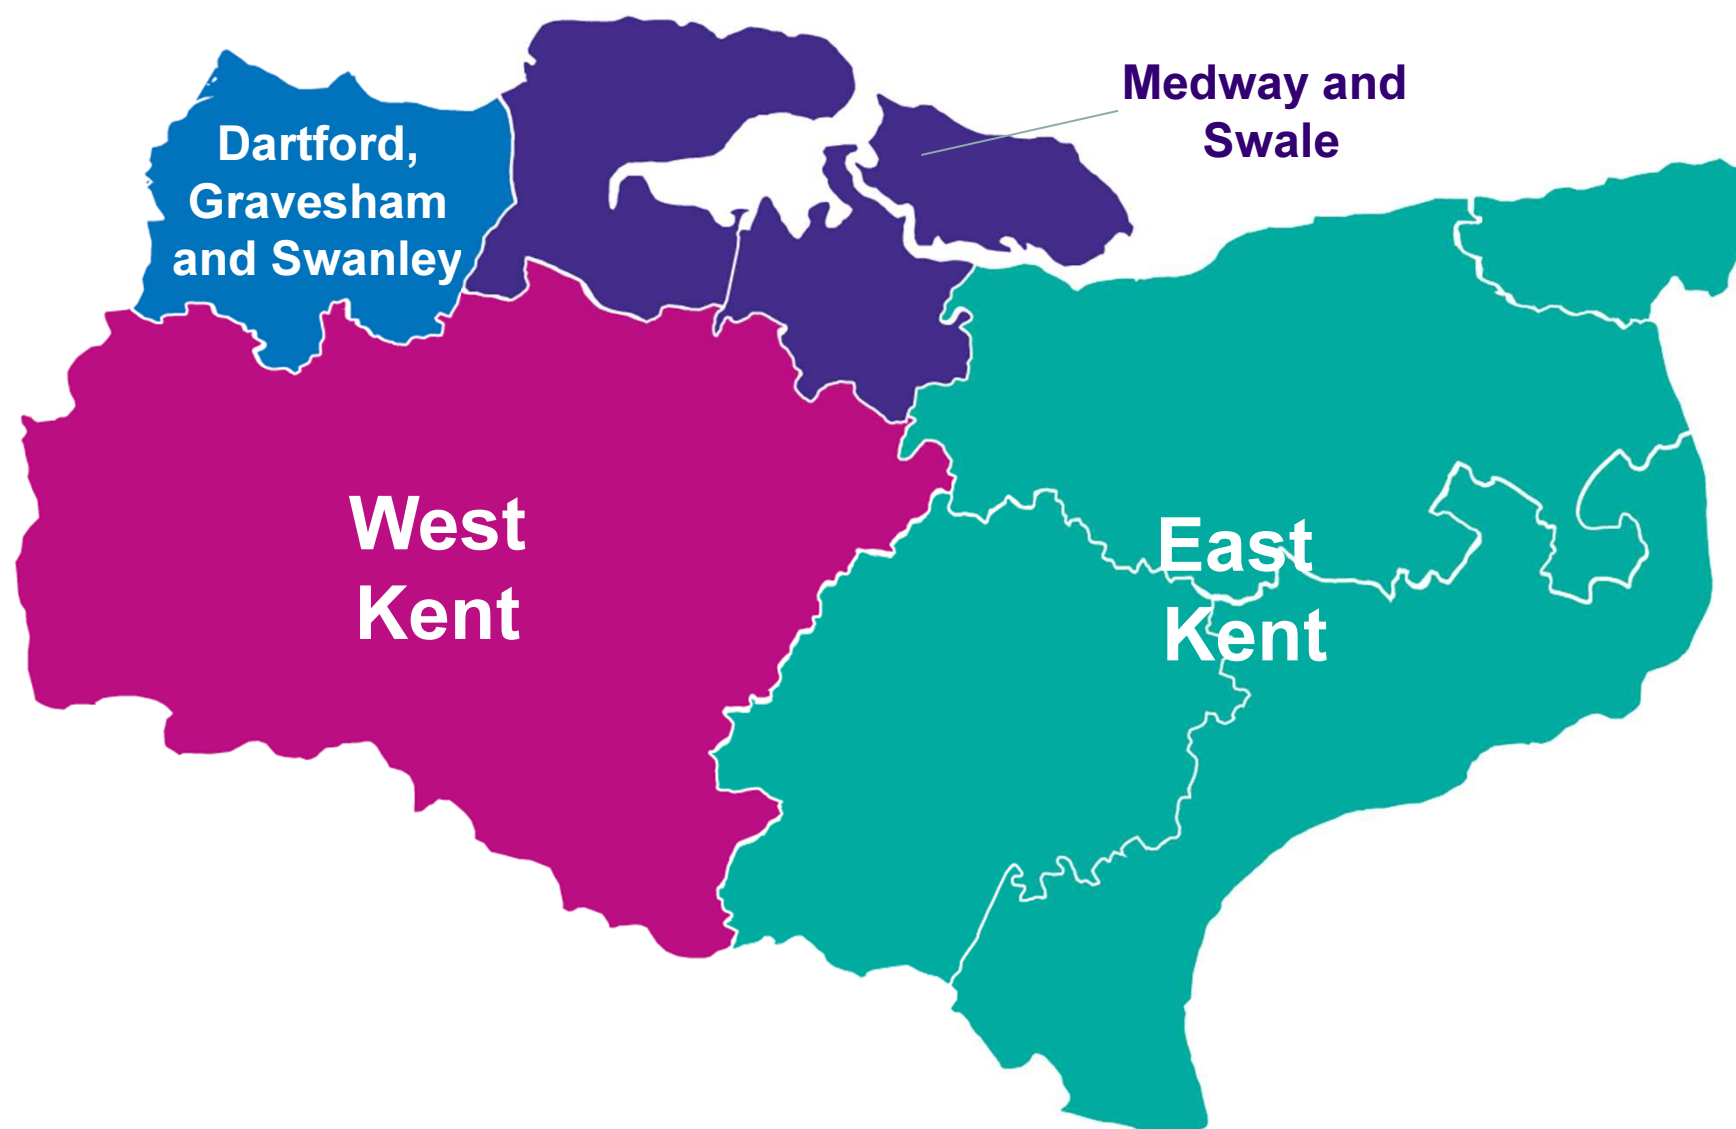 Medway and
Swale
Dartford,
Gravesham
and Swanley
West
Kent
East
Kent